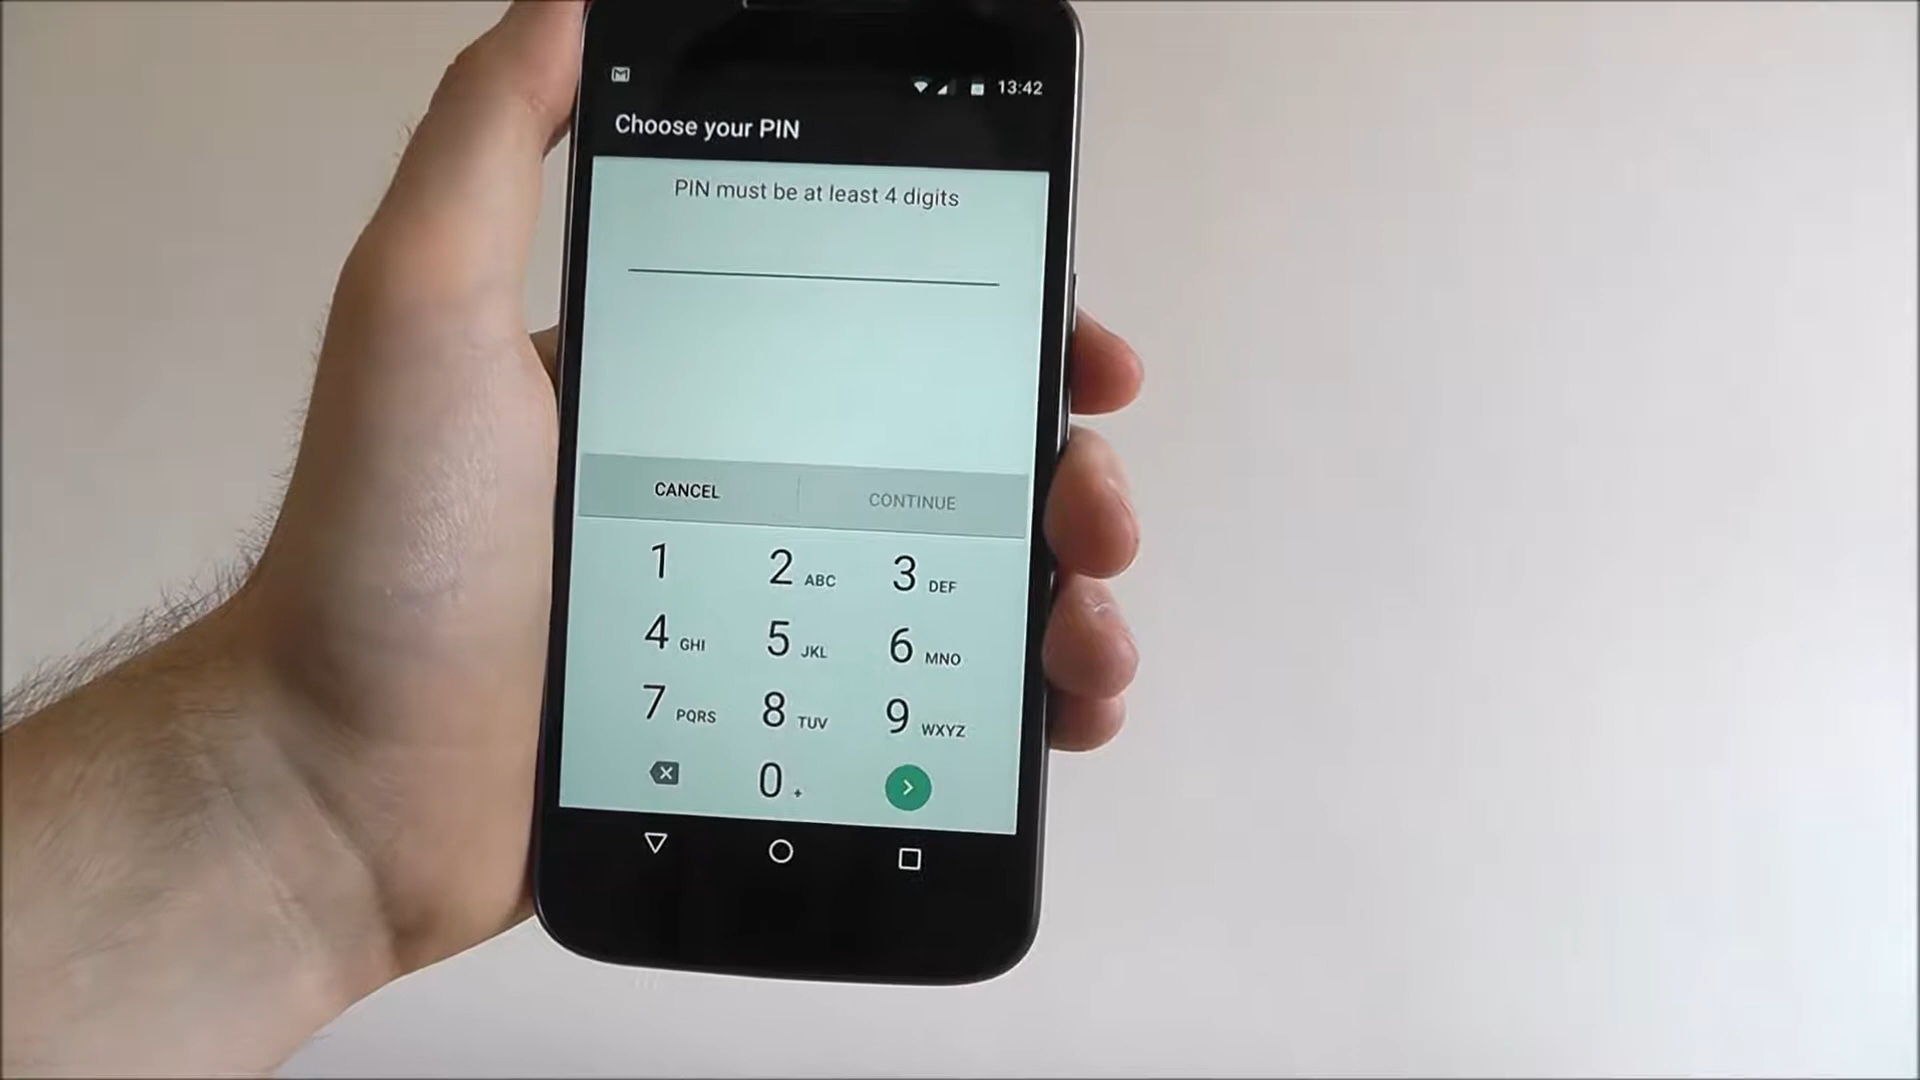 13:42
Choose your PIN
PIN must be at least 4 digits
CANCEL CONTINUE
1 2 ABC 3 DEF
4 GHI 5 JKL 6 MNO
7 PQRS 8 TUV 9 WXYZ
0 +